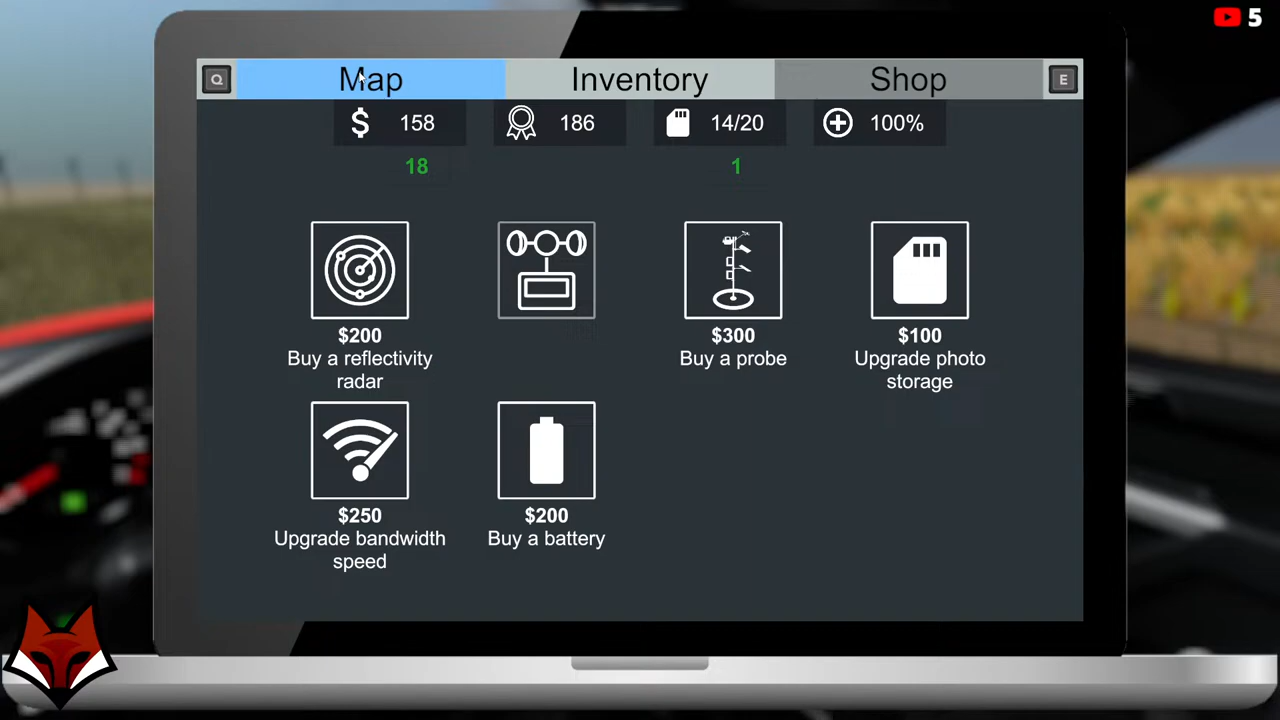 5
Q
Map
Inventory
Shop
E
$ 158
186
14/20
100%
18
1
$200
Buy a reflectivity
radar
$300
Buy a probe
$100
Upgrade photo
storage
$250
Upgrade bandwidth
speed
$200
Buy a battery